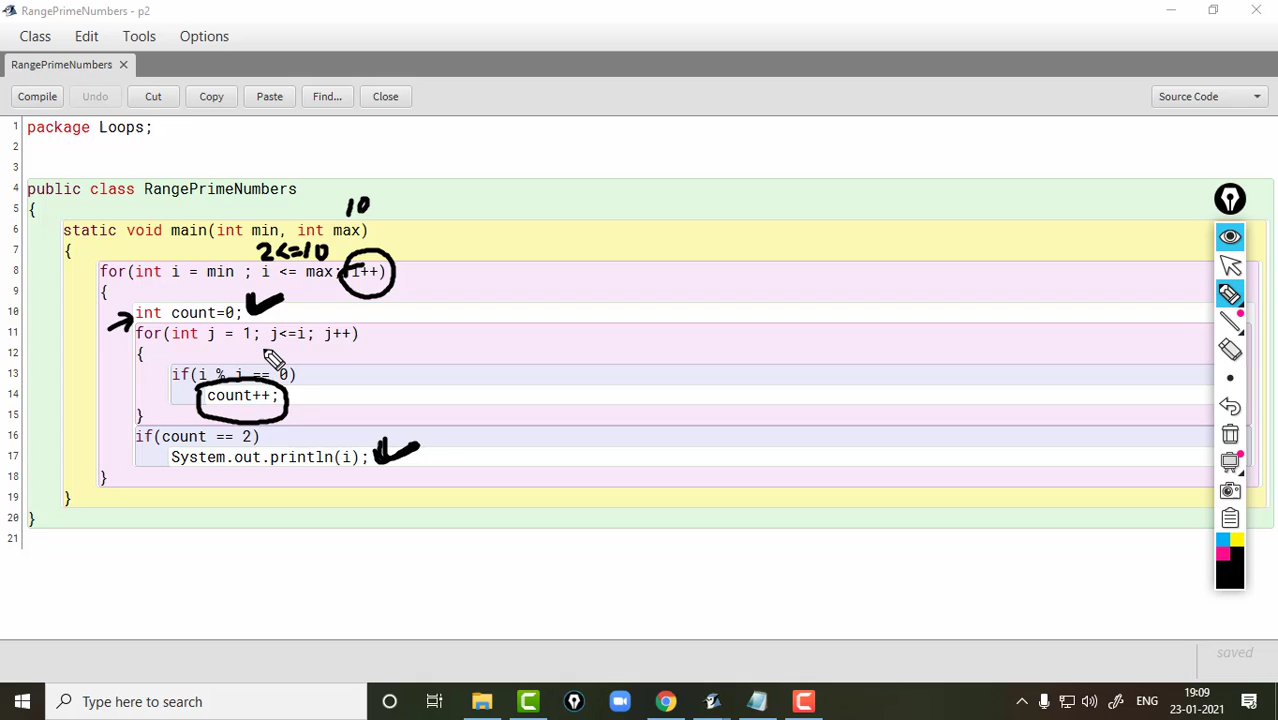 RangePrimeNumbers - p2
Class Edit Tools Options
RangePrimeNumbers ×
Compile Undo Cut Copy Paste Find... Close Source Code
1 package Loops;
2
3
4 public class RangePrimeNumbers
5 {
10
6 static void main(int min, int max)
7 {
2<=10
8 for(int i = min ; i <= max; i++)
9 {
10 int count=0;
11 for(int j = 1; j<=i; j++)
12 {
13 if(i % j == 0)
14 count++;
15 }
16 if(count == 2)
17 System.out.println(i);
18 }
19 }
20 }
21
saved
Type here to search
ENG
19:09
23-01-2021